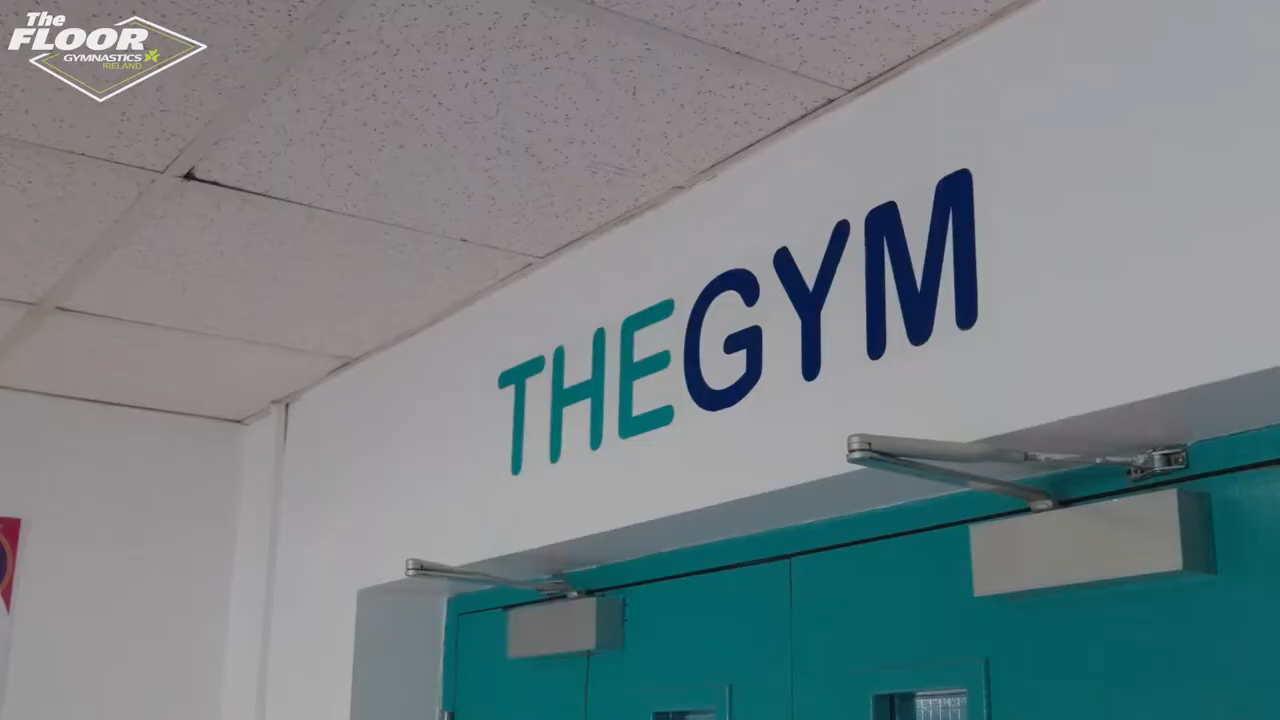 The
FLOOR
GYMNASTICS
IRELAND
THEGYM